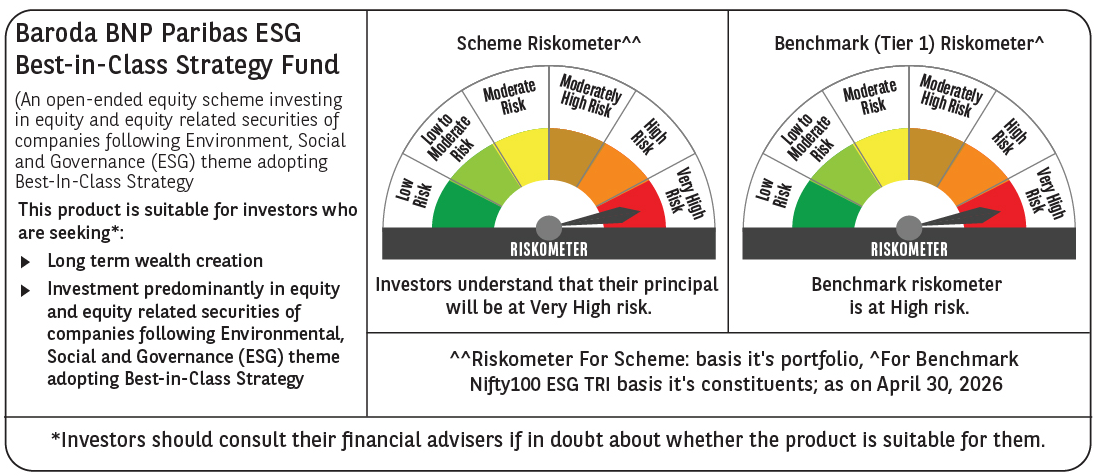 Baroda BNP Paribas ESG
Best-in-Class Strategy Fund
(An open-ended equity scheme investing
in equity and equity related securities of
companies following Environment, Social
and Governance (ESG) theme adopting
Best-In-Class Strategy
This product is suitable for investors who
are seeking*:
Long term wealth creation
Investment predominantly in equity
and equity related securities of
companies following Environmental,
Social and Governance (ESG) theme
adopting Best-in-Class Strategy
Scheme Riskometer^^
Low
Risk
Low to
Moderate
Risk
Moderate
Risk
Moderately
High Risk
High
Risk
Very High
Risk
RISKOMETER
Investors understand that their principal
will be at Very High risk.
Benchmark (Tier 1) Riskometer^
Low
Risk
Low to
Moderate
Risk
Moderate
Risk
Moderately
High Risk
High
Risk
Very High
Risk
RISKOMETER
Benchmark riskometer
is at High risk.
^^Riskometer For Scheme: basis it's portfolio, ^For Benchmark
Nifty100 ESG TRI basis it's constituents; as on April 30, 2026
*Investors should consult their financial advisers if in doubt about whether the product is suitable for them.